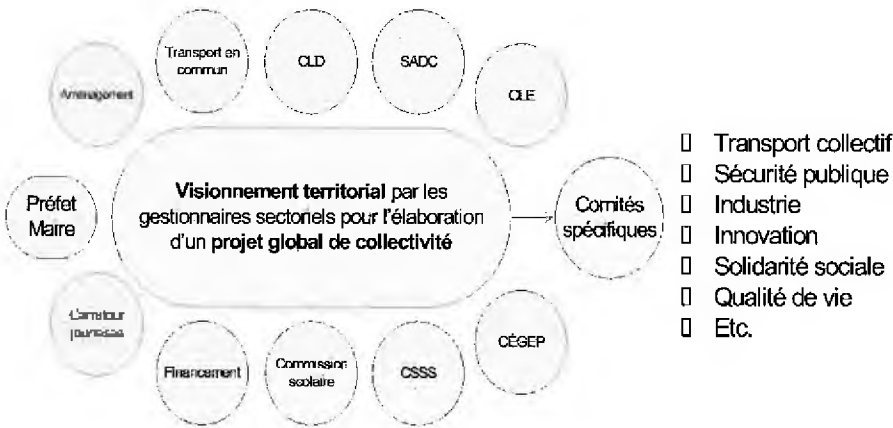 Transport en
commun
CLD
SADC
CLE
Aménagement
Préfet
Maire
Visionnement territorial par les
gestionnaires sectoriels pour l'élaboration
d'un projet global de collectivité
Comités
spécifiques
Transport collectif
Sécurité publique
Industrie
Innovation
Solidarité sociale
Qualité de vie
Etc.
Carrefour
jeunesse
Financement
Commission
scolaire
CSSS
CÉGEP